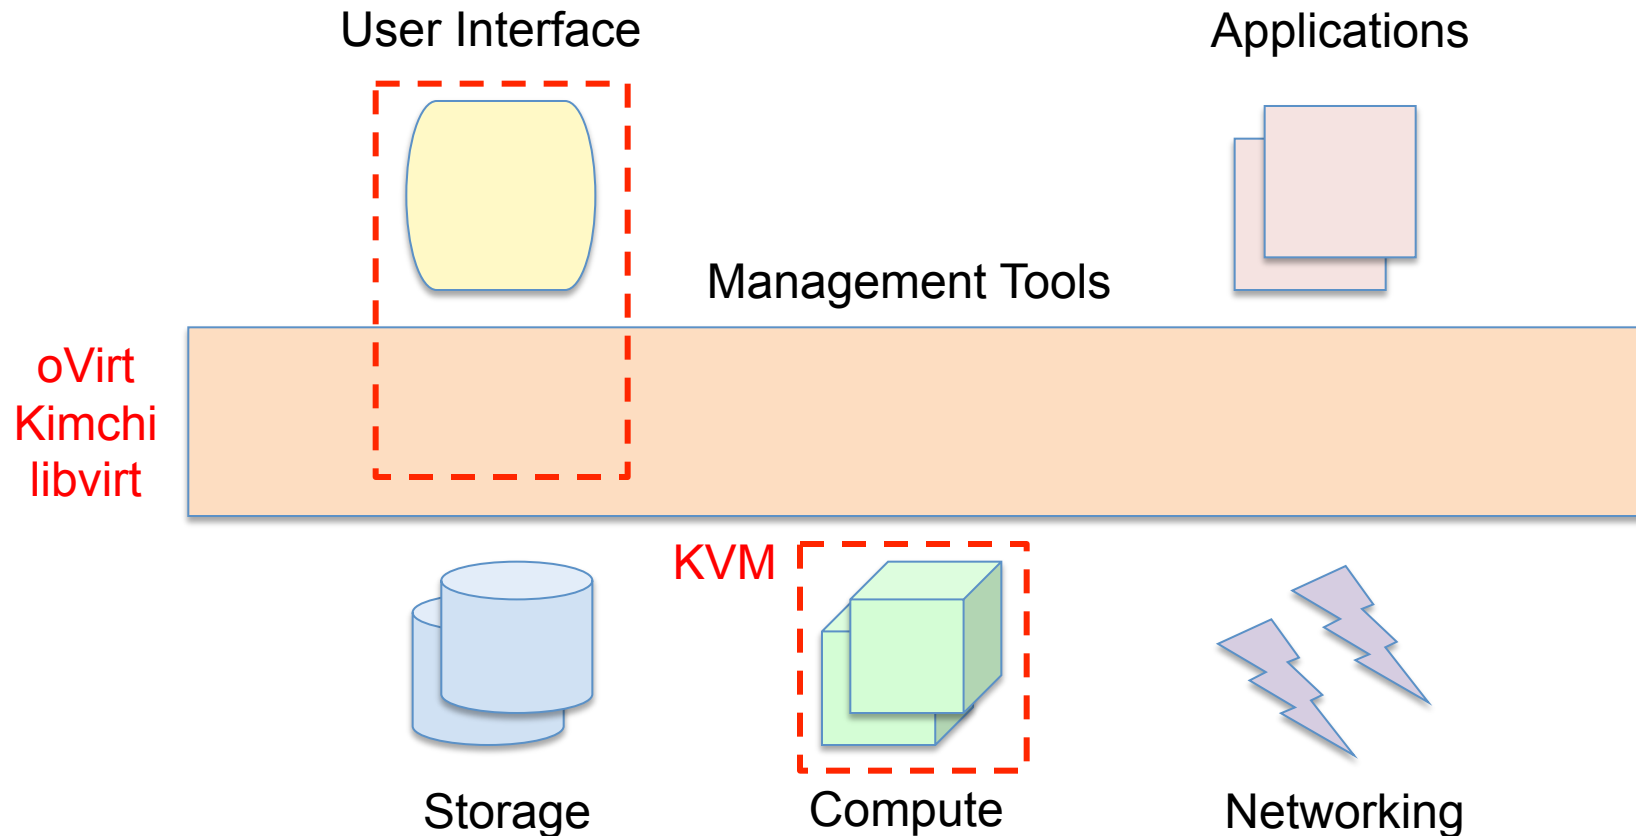 User Interface
Applications
Management Tools
oVirt
Kimchi
libvirt
KVM
Storage
Compute
Networking